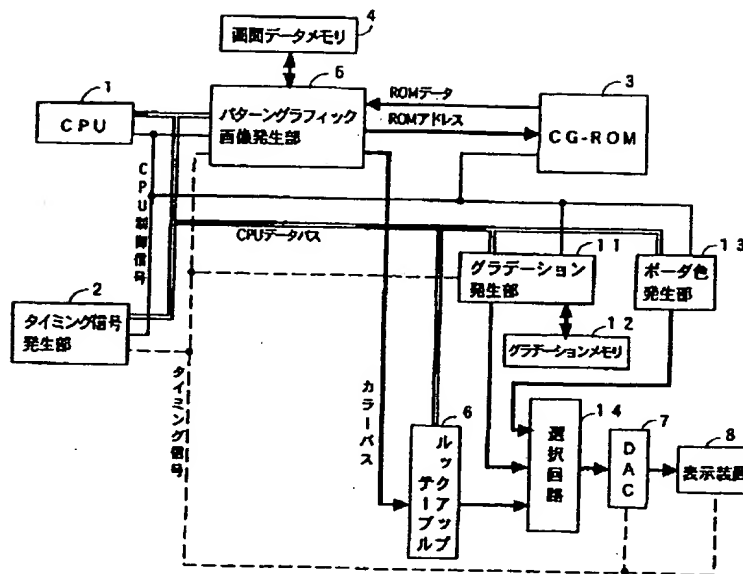 4
画面データメモリ
1
CPU
5
パターングラフィック
画像発生部
ROMデータ
ROMアドレス
3
CG-ROM
CPU制御信号
CPUデータバス
11
グラデーション
発生部
13
ボーダ色
発生部
2
タイミング信号
発生部
12
グラデーションメモリ
タイミング信号
カラーバス
6
ルックアップ
テーブル
14
選択回路
7
DAC
8
表示装置